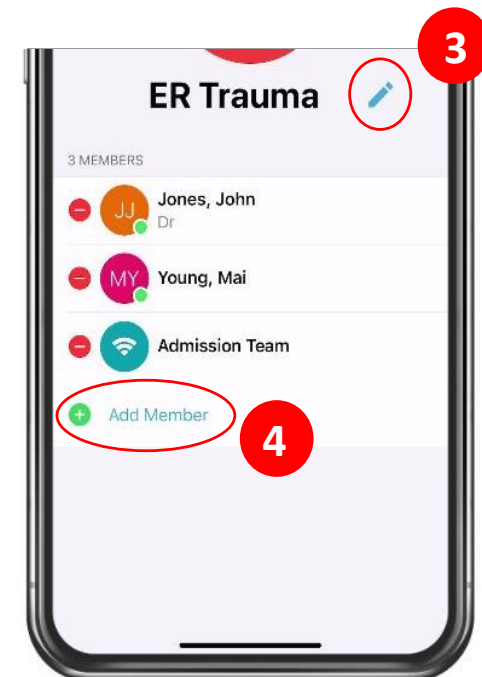 3
ER Trauma
3 MEMBERS
JJ
Jones, John
Dr
MY
Young, Mai
Admission Team
Add Member
4